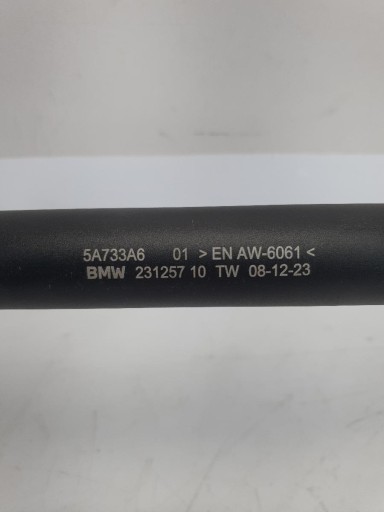 5A733A6 01 > EN AW-6061 <
BMW 231257 10 TW 08-12-23